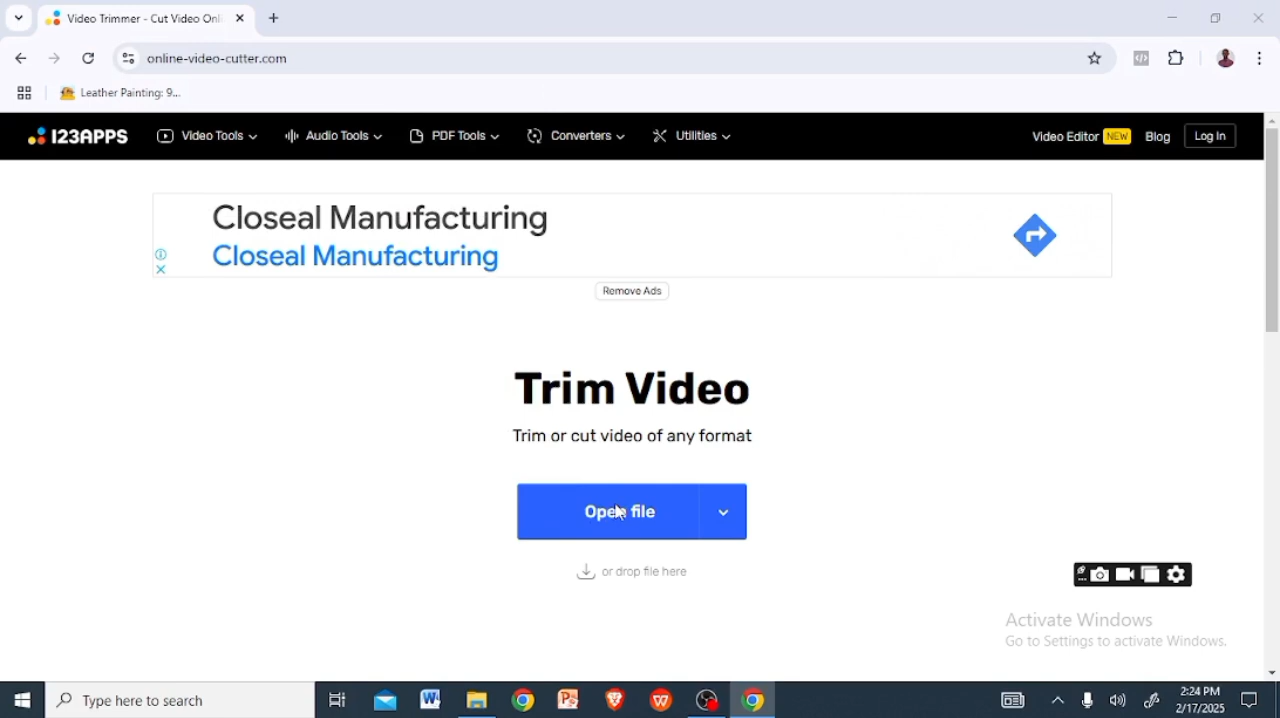 Video Trimmer - Cut Video Onli
online-video-cutter.com
Leather Painting: 9...
123APPS Video Tools Audio Tools PDF Tools Converters Utilities Video Editor NEW Blog Log In
Closeal Manufacturing
Closeal Manufacturing
Remove Ads
Trim Video
Trim or cut video of any format
Open file
or drop file here
Activate Windows
Go to Settings to activate Windows.
Type here to search
2:24 PM
2/17/2025